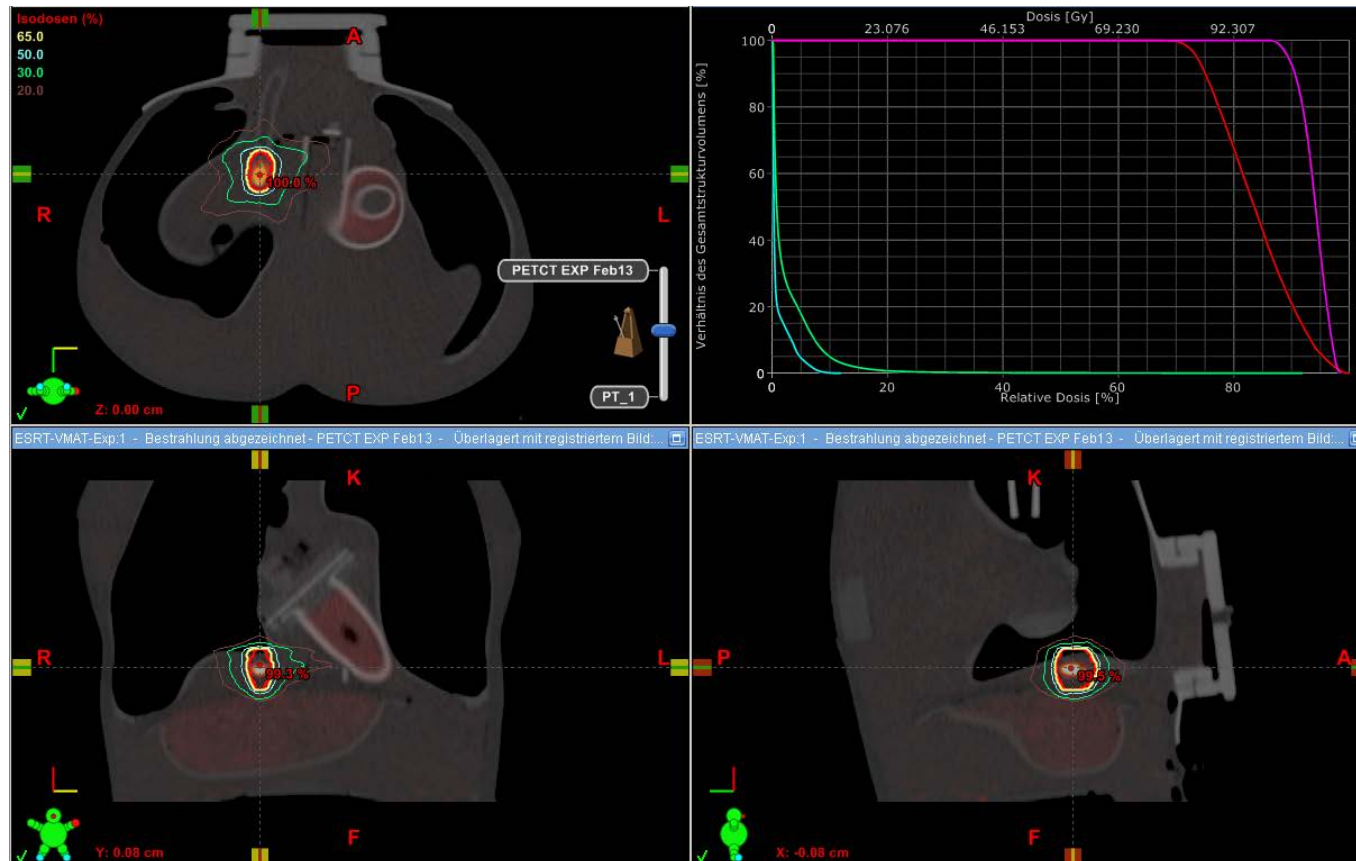 Isodosen (%)
65.0
50.0
30.0
20.0
A
R
L
P
100.0 %
PETCT EXP Feb13
PT_1
Z: 0.00 cm
Dosis [Gy]
0 23.076 46.153 69.230 92.307
Verhältnis des Gesamtstrukturvolumens [%]
100
80
60
40
20
0
0 20 40 60 80
Relative Dosis [%]
ESRT-VMAT-Exp:1 - Bestrahlung abgezeichnet - PETCT EXP Feb13 - Überlagert mit registriertem Bild:...
K
R
L
F
99.3 %
Y: 0.08 cm
ESRT-VMAT-Exp:1 - Bestrahlung abgezeichnet - PETCT EXP Feb13 - Überlagert mit registriertem Bild:...
K
P
A
F
99.5 %
X: -0.08 cm